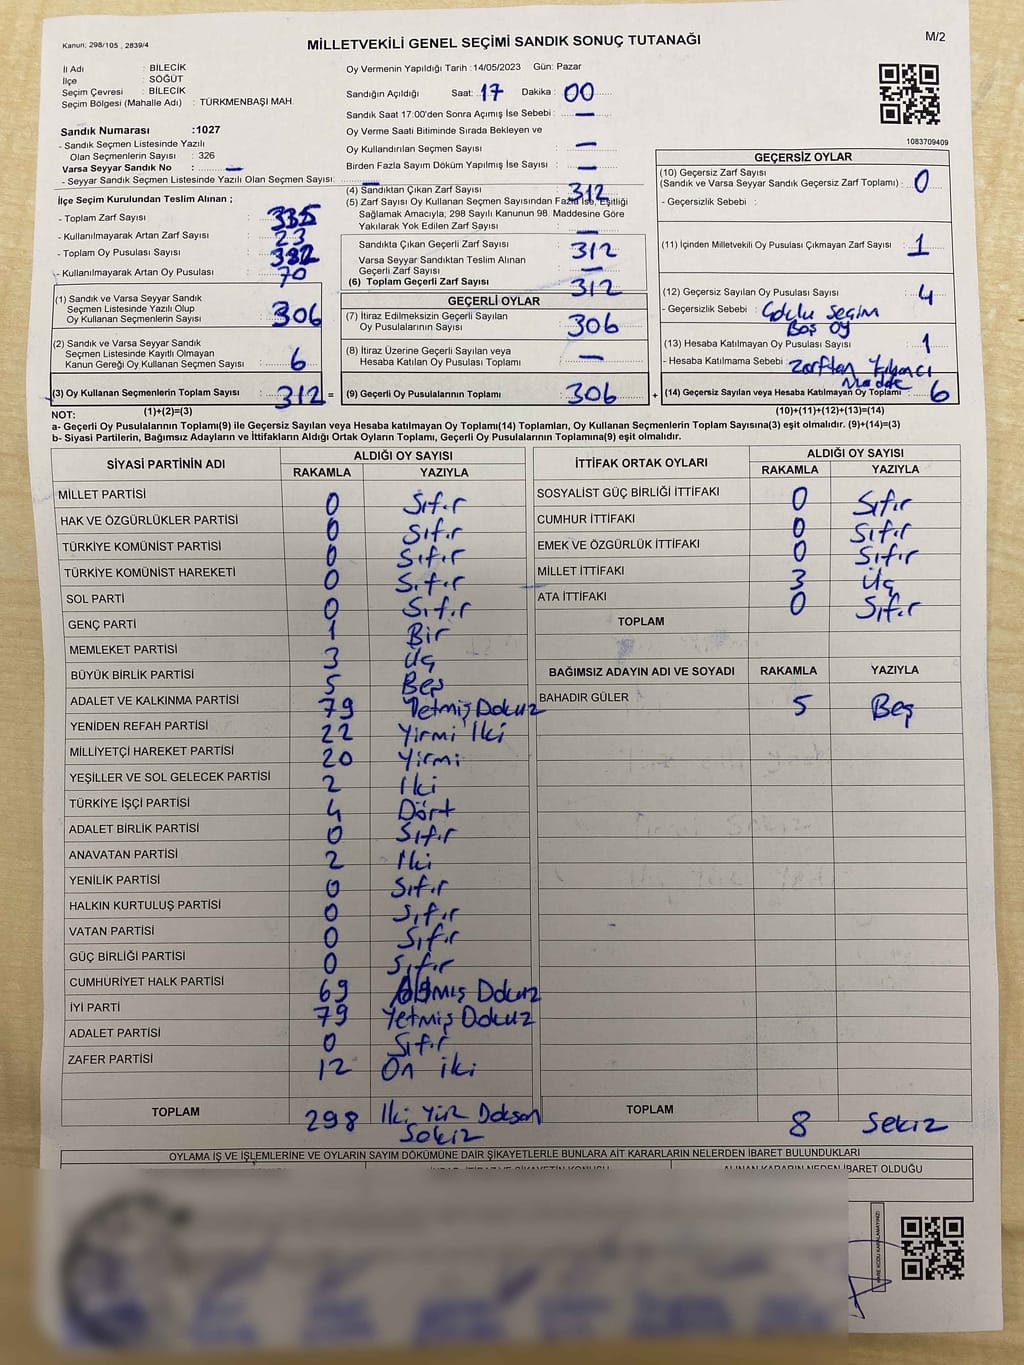 Kanun: 298/105 , 2839/4
MİLLETVEKİLİ GENEL SEÇİMİ SANDIK SONUÇ TUTANAĞI
M/2
İl Adı : BİLECİK
İlçe : SÖĞÜT
Seçim Çevresi : BİLECİK
Seçim Bölgesi (Mahalle Adı) : TÜRKMENBAŞI MAH.
Sandık Numarası :1027
- Sandık Seçmen Listesinde Yazılı
Olan Seçmenlerin Sayısı : 326
Varsa Seyyar Sandık No : —
- Seyyar Sandık Seçmen Listesinde Yazılı Olan Seçmen Sayısı: —
İlçe Seçim Kurulundan Teslim Alınan ;
- Toplam Zarf Sayısı : 335
- Kullanılmayarak Artan Zarf Sayısı : 23
- Toplam Oy Pusulası Sayısı : 382
- Kullanılmayarak Artan Oy Pusulası : 70
(1) Sandık ve Varsa Seyyar Sandık
Seçmen Listesinde Yazılı Olup
Oy Kullanan Seçmenlerin Sayısı : 306
(2) Sandık ve Varsa Seyyar Sandık
Seçmen Listesinde Kayıtlı Olmayan
Kanun Gereği Oy Kullanan Seçmen Sayısı : 6
(3) Oy Kullanan Seçmenlerin Toplam Sayısı : 312 =
Oy Vermenin Yapıldığı Tarih :14/05/2023 Gün: Pazar
Sandığın Açıldığı Saat: 17 Dakika : 00
Sandık Saat 17:00'den Sonra Açımış İse Sebebi : —
Oy Verme Saati Bitiminde Sırada Bekleyen ve
Oy Kullandırılan Seçmen Sayısı : —
Birden Fazla Sayım Döküm Yapılmış İse Sayısı : —
(4) Sandıktan Çıkan Zarf Sayısı : 312
(5) Zarf Sayısı Oy Kullanan Seçmen Sayısından Fazla İse, Eşitliği
Sağlamak Amacıyla; 298 Sayılı Kanunun 98. Maddesine Göre
Yakılarak Yok Edilen Zarf Sayısı : —
Sandıkta Çıkan Geçerli Zarf Sayısı : 312
Varsa Seyyar Sandıktan Teslim Alınan
Geçerli Zarf Sayısı : —
(6) Toplam Geçerli Zarf Sayısı : 312
GEÇERLİ OYLAR
(7) İtiraz Edilmeksizin Geçerli Sayılan
Oy Pusulalarının Sayısı : 306
(8) İtiraz Üzerine Geçerli Sayılan veya
Hesaba Katılan Oy Pusulası Toplamı : —
(9) Geçerli Oy Pusulalarının Toplamı : 306 +
1083709409
GEÇERSİZ OYLAR
(10) Geçersiz Zarf Sayısı
(Sandık ve Varsa Seyyar Sandık Geçersiz Zarf Toplamı) : 0
- Geçersizlik Sebebi :
(11) İçinden Milletvekili Oy Pusulası Çıkmayan Zarf Sayısı : 1
(12) Geçersiz Sayılan Oy Pusulası Sayısı : 4
- Geçersizlik Sebebi : Çoklu Seçim
Boş Oy
(13) Hesaba Katılmayan Oy Pusulası Sayısı : 1
- Hesaba Katılmama Sebebi : Zarftan Yabancı
Madde
(14) Geçersiz Sayılan veya Hesaba Katılmayan Oy Toplamı : 6
NOT: (1)+(2)=(3) (10)+(11)+(12)+(13)=(14)
a- Geçerli Oy Pusulalarının Toplamı(9) ile Geçersiz Sayılan veya Hesaba katılmayan Oy Toplamı(14) Toplamları, Oy Kullanan Seçmenlerin Toplam Sayısına(3) eşit olmalıdır. (9)+(14)=(3)
b- Siyasi Partilerin, Bağımsız Adayların ve İttifakların Aldığı Ortak Oyların Toplamı, Geçerli Oy Pusulalarının Toplamına(9) eşit olmalıdır.
SİYASİ PARTİNİN ADI ALDIĞI OY SAYISI
RAKAMLA YAZIYLA
MİLLET PARTİSİ 0 Sıfır
HAK VE ÖZGÜRLÜKLER PARTİSİ 0 Sıfır
TÜRKİYE KOMÜNİST PARTİSİ 0 Sıfır
TÜRKİYE KOMÜNİST HAREKETİ 0 Sıfır
SOL PARTİ 0 Sıfır
GENÇ PARTİ 1 Bir
MEMLEKET PARTİSİ 3 Üç
BÜYÜK BİRLİK PARTİSİ 5 Beş
ADALET VE KALKINMA PARTİSİ 79 Yetmiş Dokuz
YENİDEN REFAH PARTİSİ 22 Yirmi İki
MİLLİYETÇİ HAREKET PARTİSİ 20 Yirmi
YEŞİLLER VE SOL GELECEK PARTİSİ 2 İki
TÜRKİYE İŞÇİ PARTİSİ 4 Dört
ADALET BİRLİK PARTİSİ 0 Sıfır
ANAVATAN PARTİSİ 2 İki
YENİLİK PARTİSİ 0 Sıfır
HALKIN KURTULUŞ PARTİSİ 0 Sıfır
VATAN PARTİSİ 0 Sıfır
GÜÇ BİRLİĞİ PARTİSİ 0 Sıfır
CUMHURİYET HALK PARTİSİ 69 Altmış Dokuz
İYİ PARTİ 79 Yetmiş Dokuz
ADALET PARTİSİ 0 Sıfır
ZAFER PARTİSİ 12 On iki
TOPLAM 298 İki Yüz Doksan
Sekiz
İTTİFAK ORTAK OYLARI ALDIĞI OY SAYISI
RAKAMLA YAZIYLA
SOSYALİST GÜÇ BİRLİĞİ İTTİFAKI 0 Sıfır
CUMHUR İTTİFAKI 0 Sıfır
EMEK VE ÖZGÜRLÜK İTTİFAKI 0 Sıfır
MİLLET İTTİFAKI 3 Üç
ATA İTTİFAKI 0 Sıfır
TOPLAM
BAĞIMSIZ ADAYIN ADI VE SOYADI RAKAMLA YAZIYLA
BAHADIR GÜLER 5 Beş
TOPLAM 8 Sekiz
OYLAMA İŞ VE İŞLEMLERİNE VE OYLARIN SAYIM DÖKÜMÜNE DAİR ŞİKAYETLERLE BUNLARA AİT KARARLARIN NELERDEN İBARET BULUNDUKLARI
ALINAN KARARIN NEDEN İBARET OLDUĞU